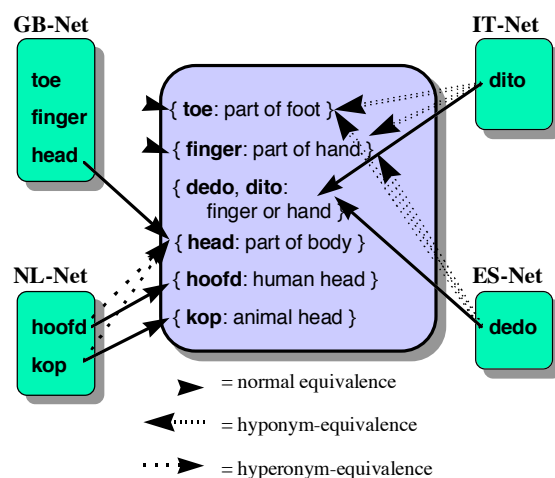 GB-Net
IT-Net
toe
finger
head
dito
{ toe: part of foot }
{ finger: part of hand }
{ dedo, dito:
finger or hand }
{ head: part of body }
{ hoofd: human head }
{ kop: animal head }
NL-Net
ES-Net
hoofd
kop
dedo
= normal equivalence
= hyponym-equivalence
= hyperonym-equivalence